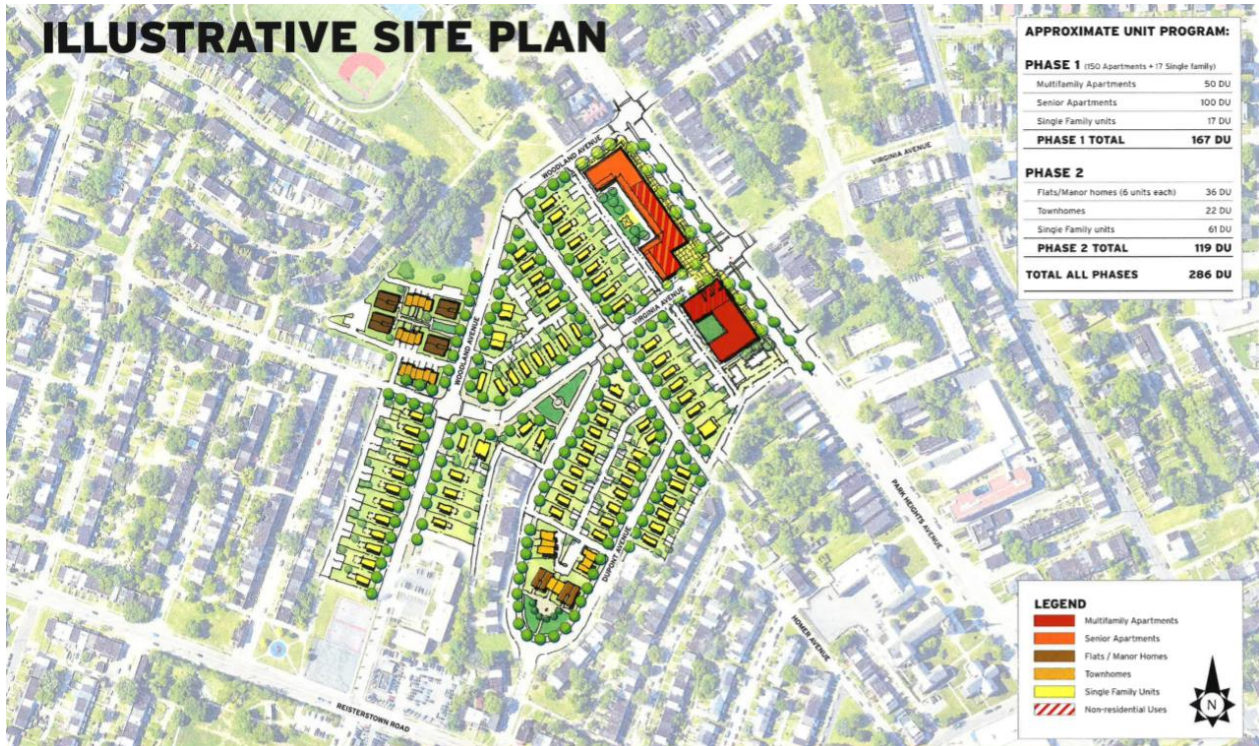 ILLUSTRATIVE SITE PLAN
APPROXIMATE UNIT PROGRAM:
PHASE 1 (150 Apartments + 17 Single family)
Multifamily Apartments 50 DU
Senior Apartments 100 DU
Single Family units 17 DU
PHASE 1 TOTAL 167 DU
PHASE 2
Flats/Manor homes (6 units each) 36 DU
Townhomes 22 DU
Single Family units 61 DU
PHASE 2 TOTAL 119 DU
TOTAL ALL PHASES 286 DU
WOODLAND AVENUE
VIRGINIA AVENUE
VIRGINIA AVENUE
WOODLAND AVENUE
PARK HEIGHTS AVENUE
DUPONT AVENUE
HOMER AVENUE
REISTERSTOWN ROAD
LEGEND
Multifamily Apartments
Senior Apartments
Flats / Manor Homes
Townhomes
Single Family Units
Non-residential Uses
N